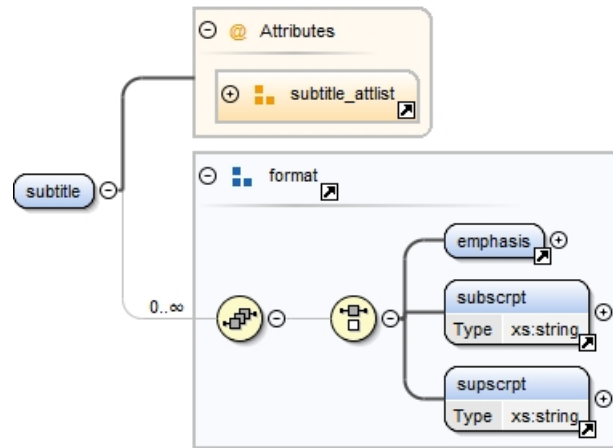 @ Attributes
subtitle_attlist
subtitle
format
0..∞
emphasis
subscrpt
Type xs:string
supscrpt
Type xs:string